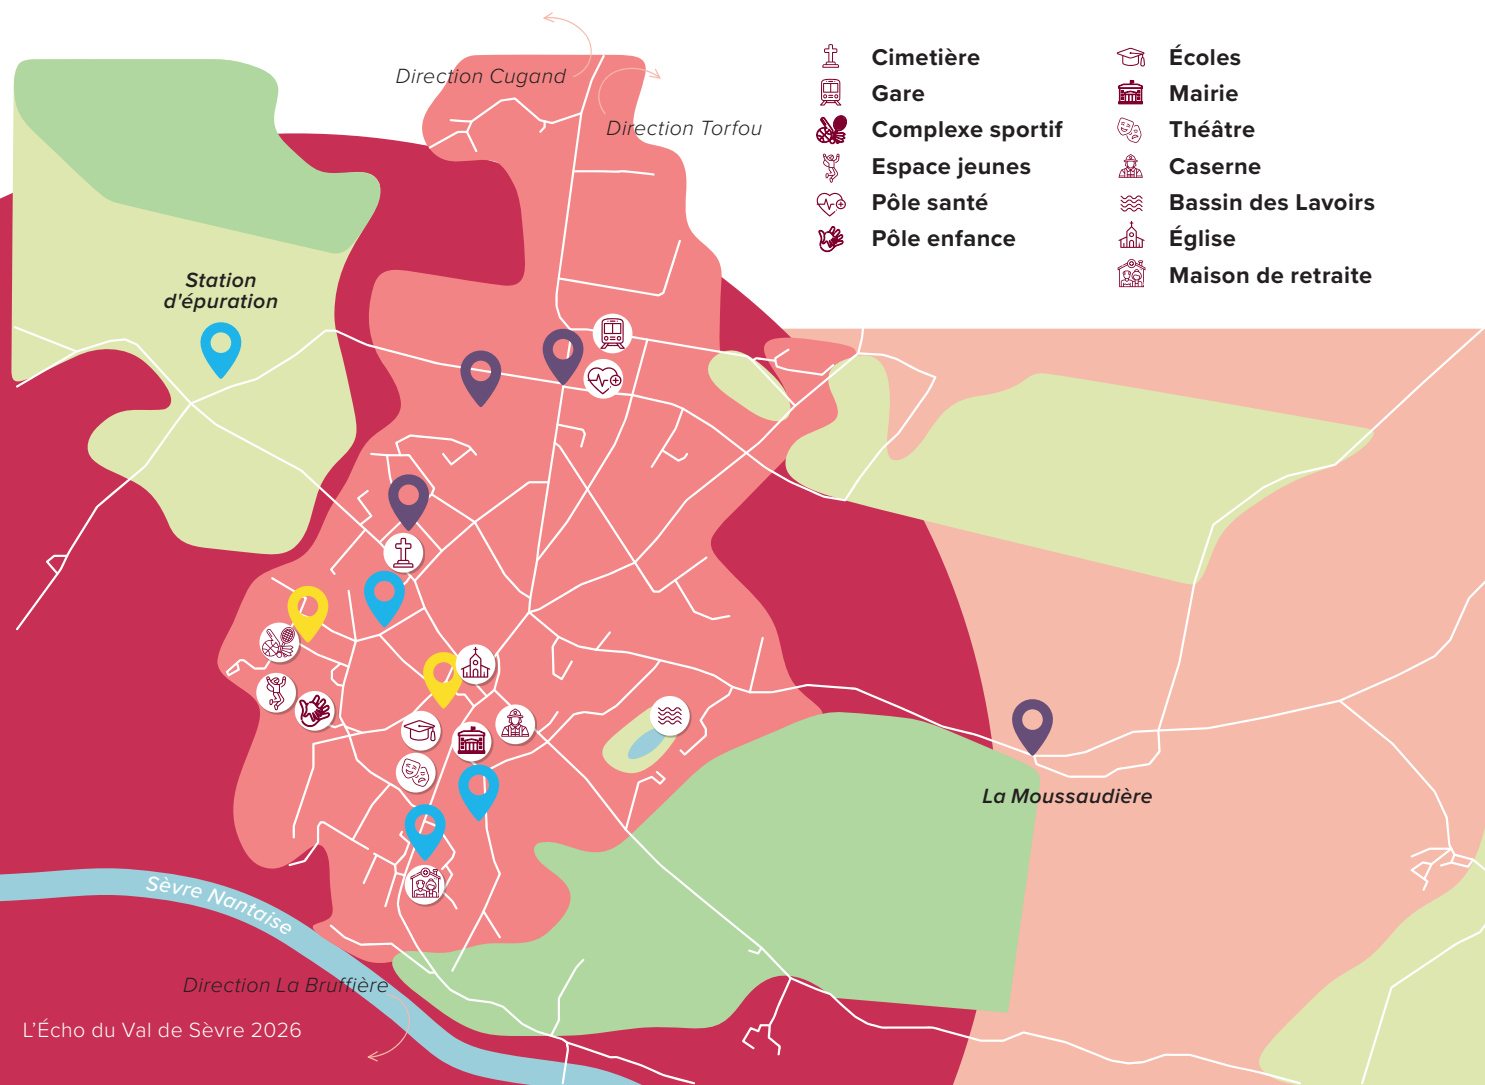 Direction Cugand
Direction Torfou
Cimetière
Gare
Complexe sportif
Espace jeunes
Pôle santé
Pôle enfance
Écoles
Mairie
Théâtre
Caserne
Bassin des Lavoirs
Église
Maison de retraite
Station
d'épuration
La Moussaudière
Sèvre Nantaise
Direction La Bruffière
L’Écho du Val de Sèvre 2026